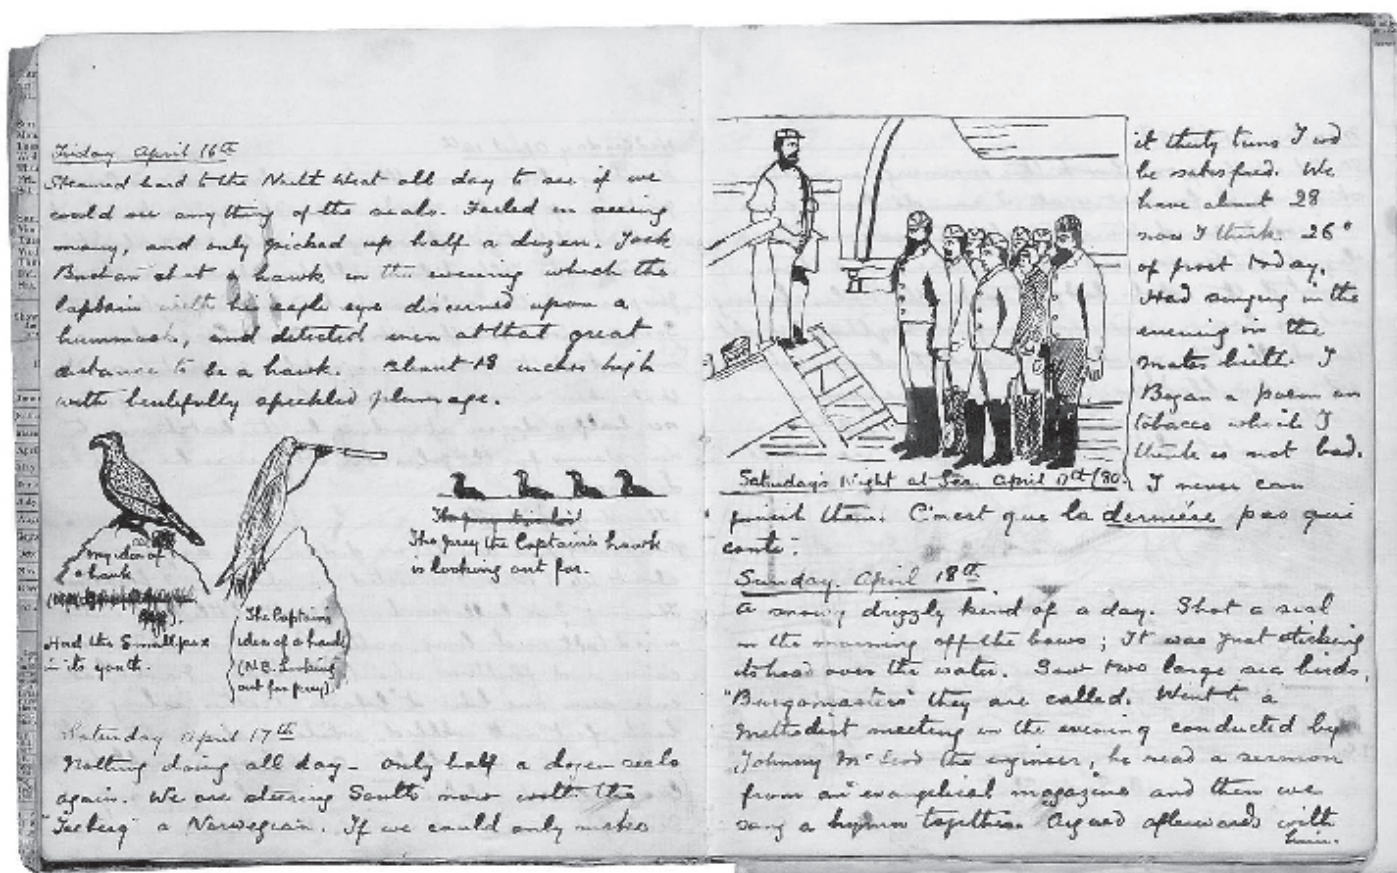 Friday April 16th
Steamed hard to the North West all day to see if we
could see anything of the seals. Failed in seeing
many, and only picked up half a dozen. Jack
Buchan shot a hawk in the evening which the
Captain with his eagle eye discerned upon a
hummock, and detected even at that great
distance to be a hawk. About 18 inches high
with beutifully speckled plumage.
My idea of
a hawk
(N.B.
Had the Smallpox
in its youth.
The Captains
idea of a hawk
(N.B. Looking
out for prey)
The prey
The prey the Captain's hawk
is looking out for.
Saturday April 17th
Nothing doing all day - only half a dozen seals
again. We are steering South now with the
"Iceberg" a Norwegian. If we could only make
it thirty tuns I wd
be satisfied. We
have about 28
now I think. 26°
of frost today.
Had singing in the
evening in the
mates birth. I
Began a poem on
tobacco which I
think is not bad.
Saturdays Night at Sea. April 17th/80.
I never can
finish them. C'n'est que la dernière pas qui
conte.
Sunday. April 18th
A snowy drizzly kind of a day. Shot a seal
in the morning off the bows; It was just sticking
its head over the water. Saw two large sea birds,
"Burgomasters" they are called. Went to a
Methodist meeting in the evening conducted by
Johnny McLeod the engineer, he read a sermon
from an evangelical magazine and then we
sang a hymn together. Argued afterwards with